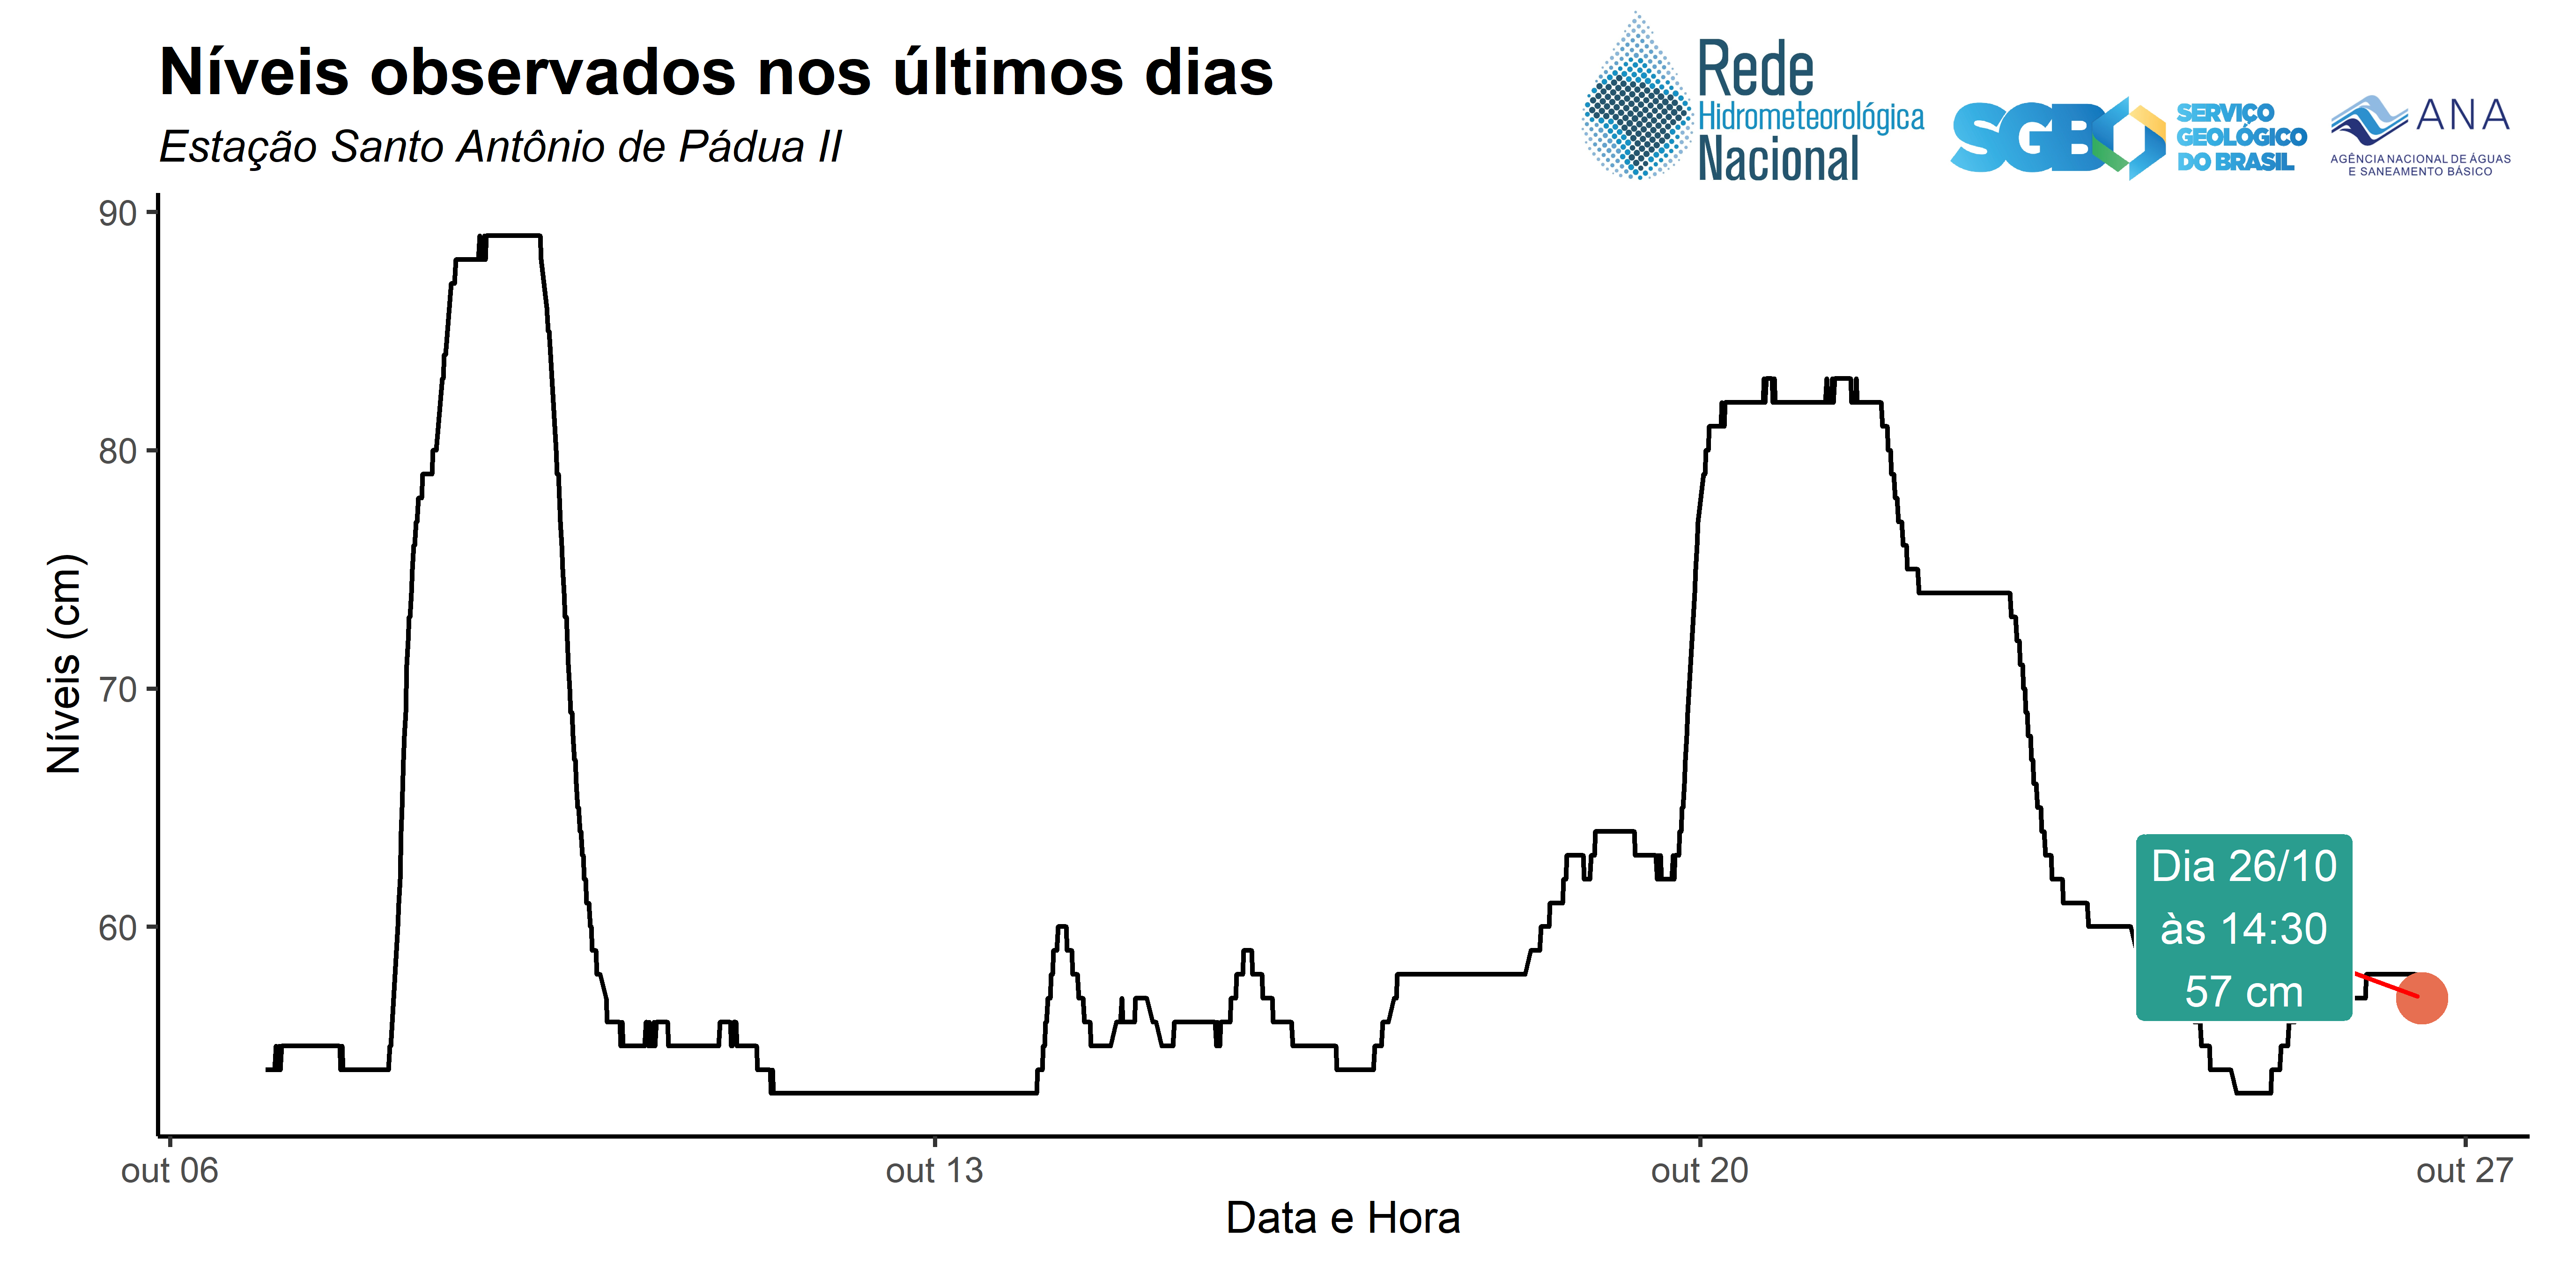 Níveis observados nos últimos dias
Estação Santo Antônio de Pádua II
Rede
Hidrometeorológica
Nacional
SGB
SERVIÇO
GEOLÓGICO
DO BRASIL
ANA
AGÊNCIA NACIONAL DE ÁGUAS
E SANEAMENTO BÁSICO
Níveis (cm)
90
80
70
60
Dia 26/10
às 14:30
57 cm
out 06
out 13
out 20
out 27
Data e Hora